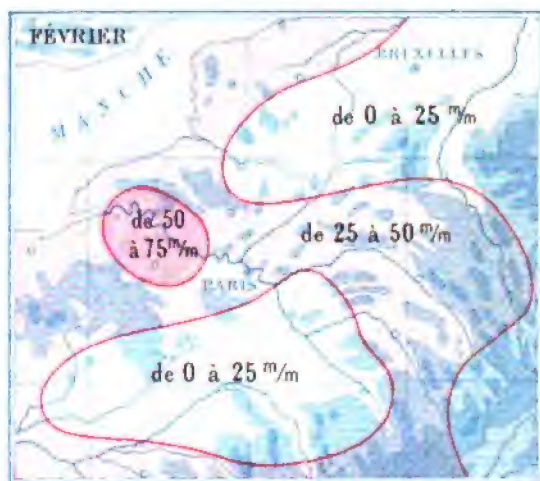 FÉVRIER
BRUXELLES
MANCHE
de 0 à 25 m/m
de 50
à 75 m/m
de 25 à 50 m/m
PARIS
de 0 à 25 m/m